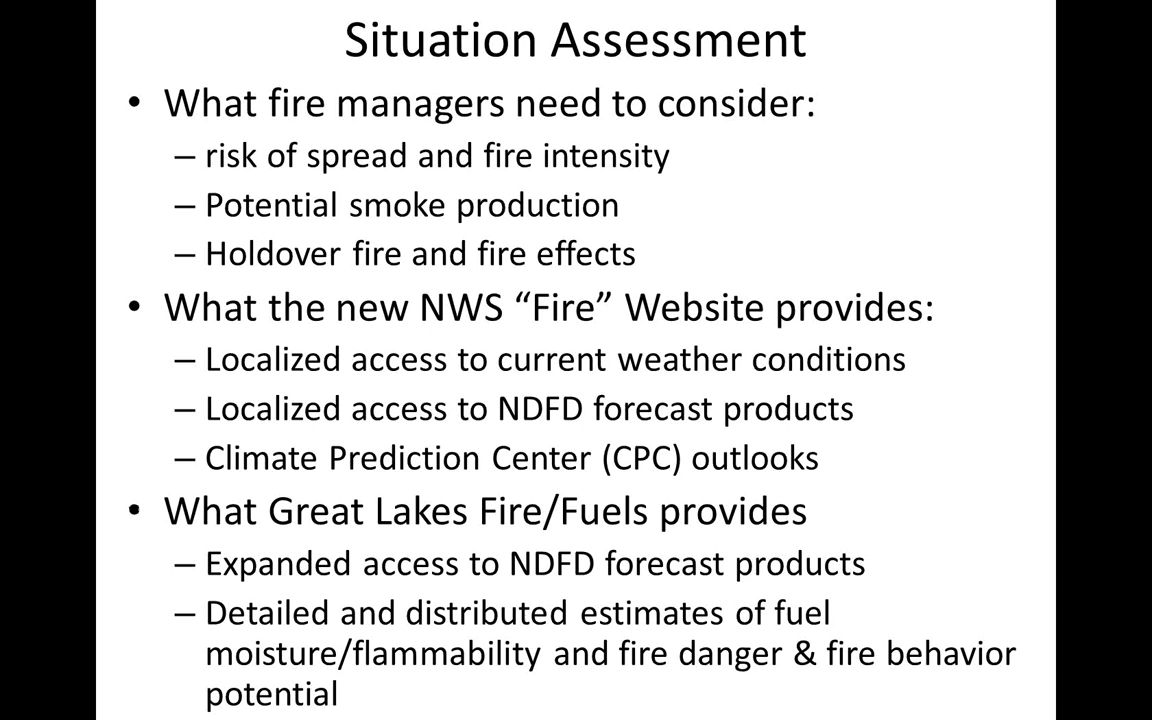 Situation Assessment
• What fire managers need to consider:
– risk of spread and fire intensity
– Potential smoke production
– Holdover fire and fire effects
• What the new NWS “Fire” Website provides:
– Localized access to current weather conditions
– Localized access to NDFD forecast products
– Climate Prediction Center (CPC) outlooks
• What Great Lakes Fire/Fuels provides
– Expanded access to NDFD forecast products
– Detailed and distributed estimates of fuel
moisture/flammability and fire danger & fire behavior
potential